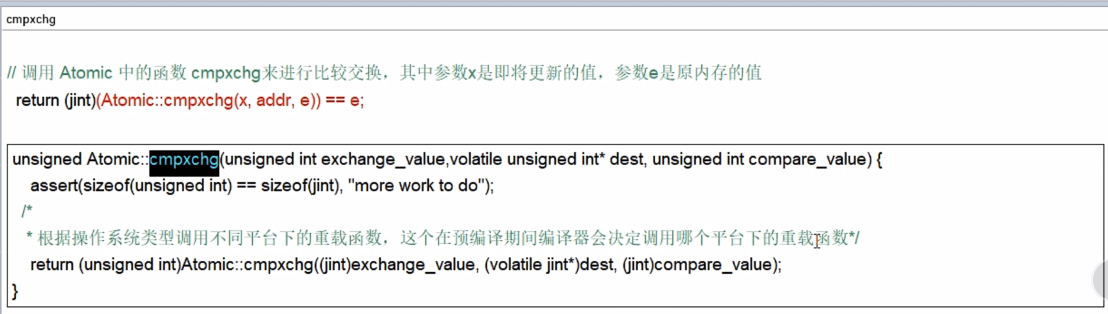 cmpxchg
// 调用 Atomic 中的函数 cmpxchg来进行比较交换，其中参数x是即将更新的值，参数e是原内存的值
return (jint)(Atomic::cmpxchg(x, addr, e)) == e;
unsigned Atomic::cmpxchg(unsigned int exchange_value,volatile unsigned int* dest, unsigned int compare_value) {
assert(sizeof(unsigned int) == sizeof(jint), "more work to do");
/*
* 根据操作系统类型调用不同平台下的重载函数，这个在预编译期间编译器会决定调用哪个平台下的重载函数*/
return (unsigned int)Atomic::cmpxchg((jint)exchange_value, (volatile jint*)dest, (jint)compare_value);
}